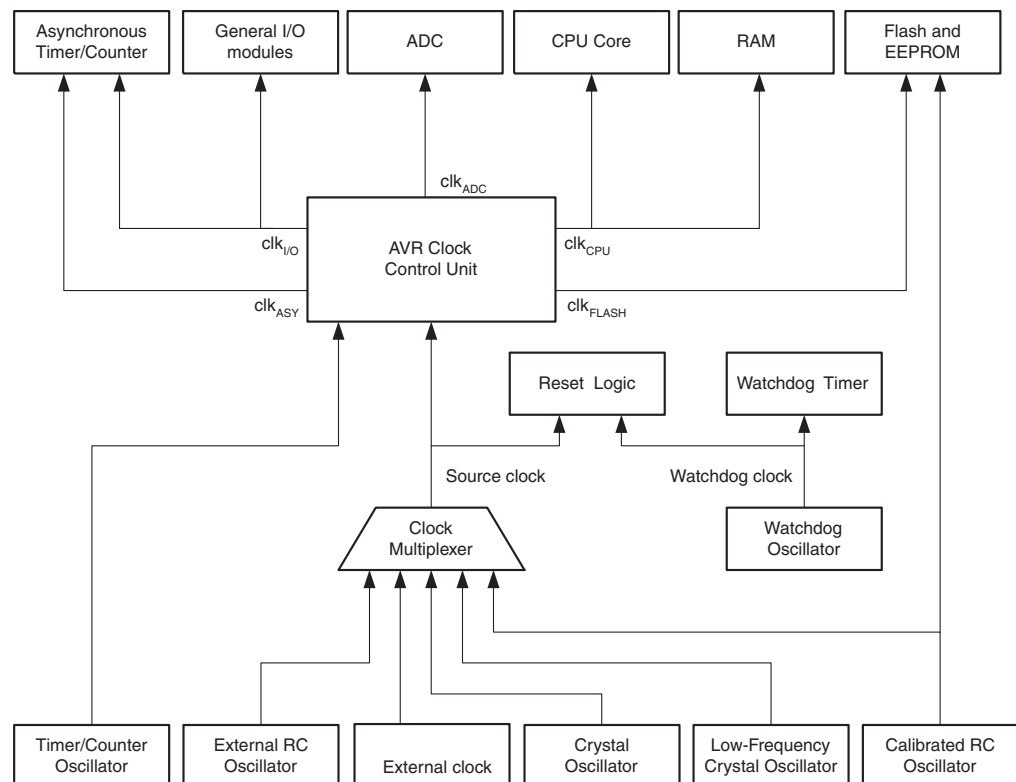 Asynchronous
Timer/Counter
General I/O
modules
ADC
CPU Core
RAM
Flash and
EEPROM
clkADC
clkI/O
AVR Clock
Control Unit
clkCPU
clkASY
clkFLASH
Reset Logic
Watchdog Timer
Source clock
Watchdog clock
Clock
Multiplexer
Watchdog
Oscillator
Timer/Counter
Oscillator
External RC
Oscillator
External clock
Crystal
Oscillator
Low-Frequency
Crystal Oscillator
Calibrated RC
Oscillator